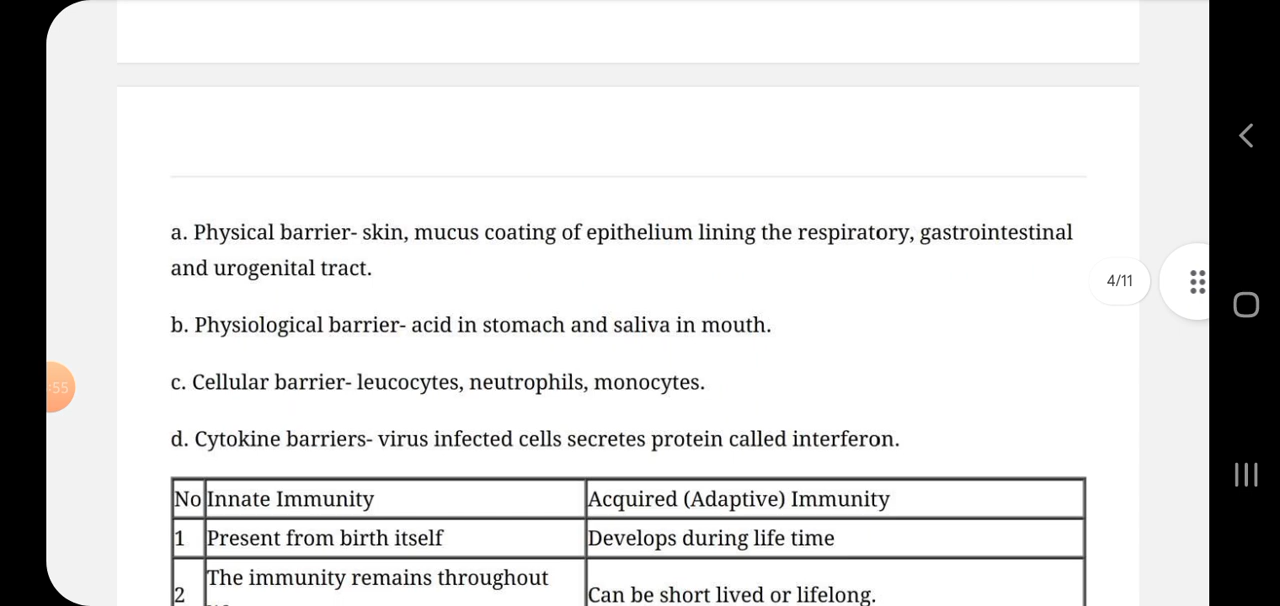 a. Physical barrier- skin, mucus coating of epithelium lining the respiratory, gastrointestinal
and urogenital tract.
4/11
b. Physiological barrier- acid in stomach and saliva in mouth.
c. Cellular barrier- leucocytes, neutrophils, monocytes.
:55
d. Cytokine barriers- virus infected cells secretes protein called interferon.
No Innate Immunity Acquired (Adaptive) Immunity
1 Present from birth itself Develops during life time
The immunity remains throughout
2 Can be short lived or lifelong.